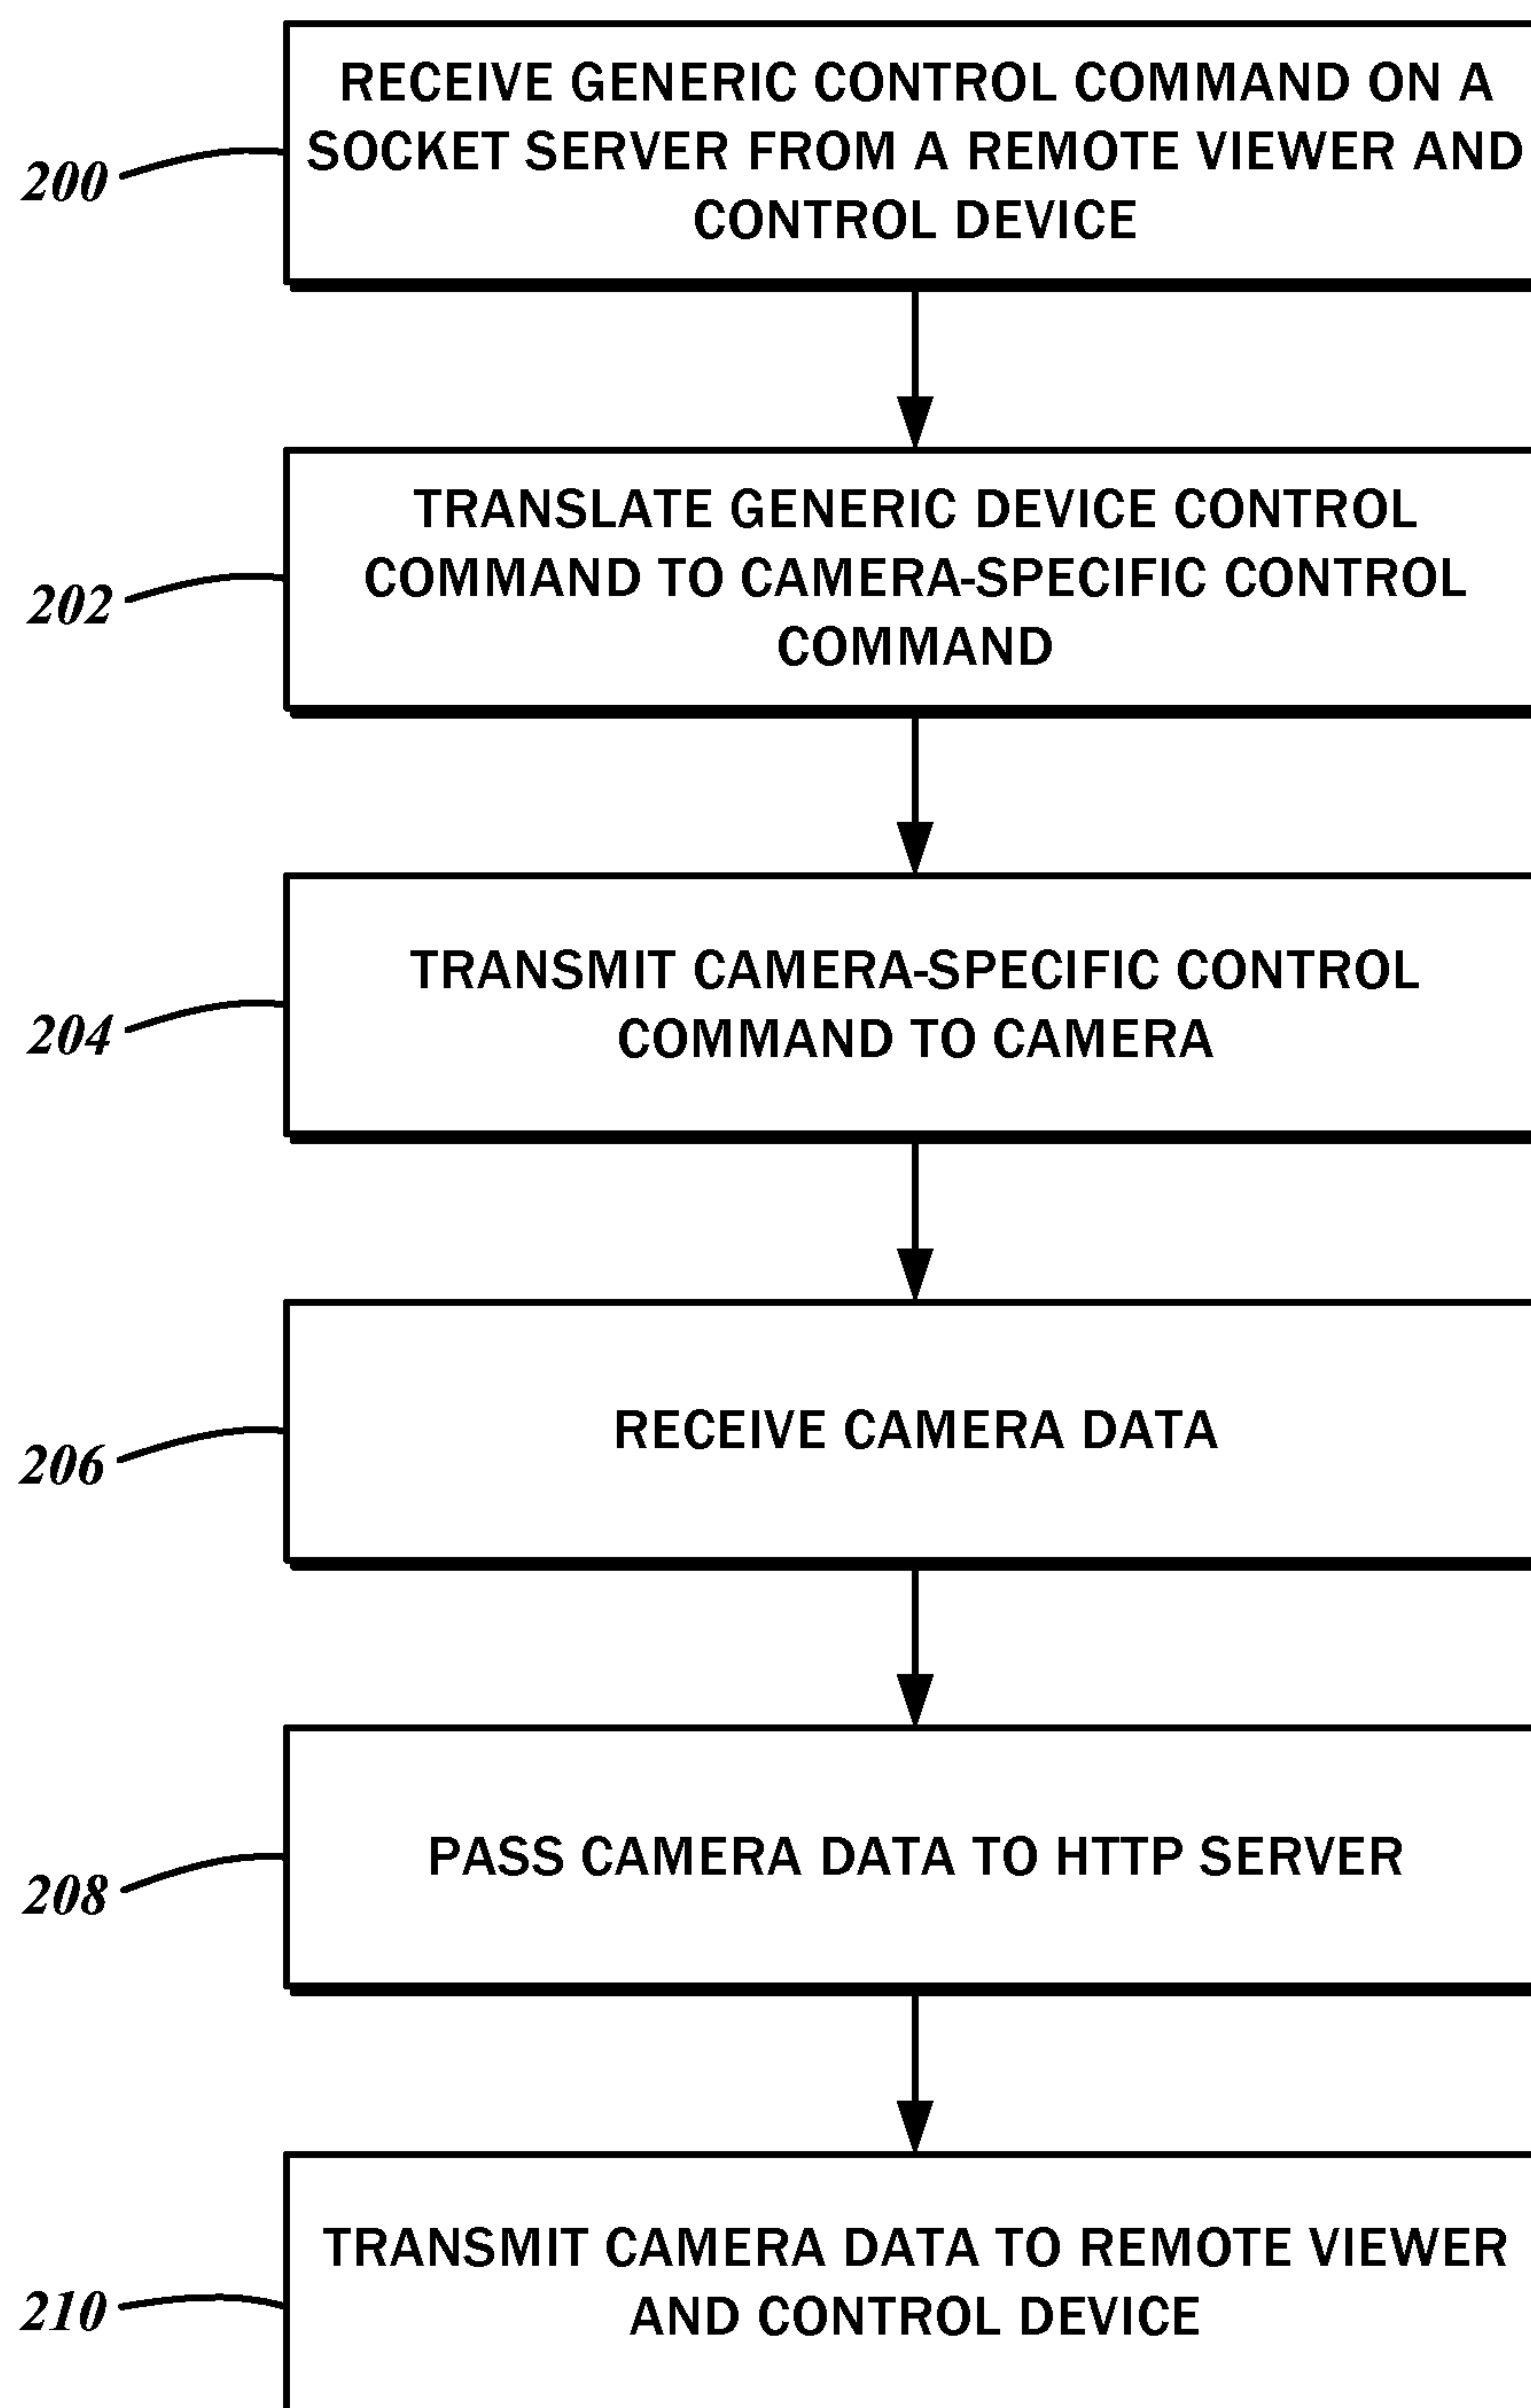 RECEIVE GENERIC CONTROL COMMAND ON A
SOCKET SERVER FROM A REMOTE VIEWER AND
CONTROL DEVICE
200
TRANSLATE GENERIC DEVICE CONTROL
COMMAND TO CAMERA-SPECIFIC CONTROL
COMMAND
202
TRANSMIT CAMERA-SPECIFIC CONTROL
COMMAND TO CAMERA
204
RECEIVE CAMERA DATA
206
PASS CAMERA DATA TO HTTP SERVER
208
TRANSMIT CAMERA DATA TO REMOTE VIEWER
AND CONTROL DEVICE
210